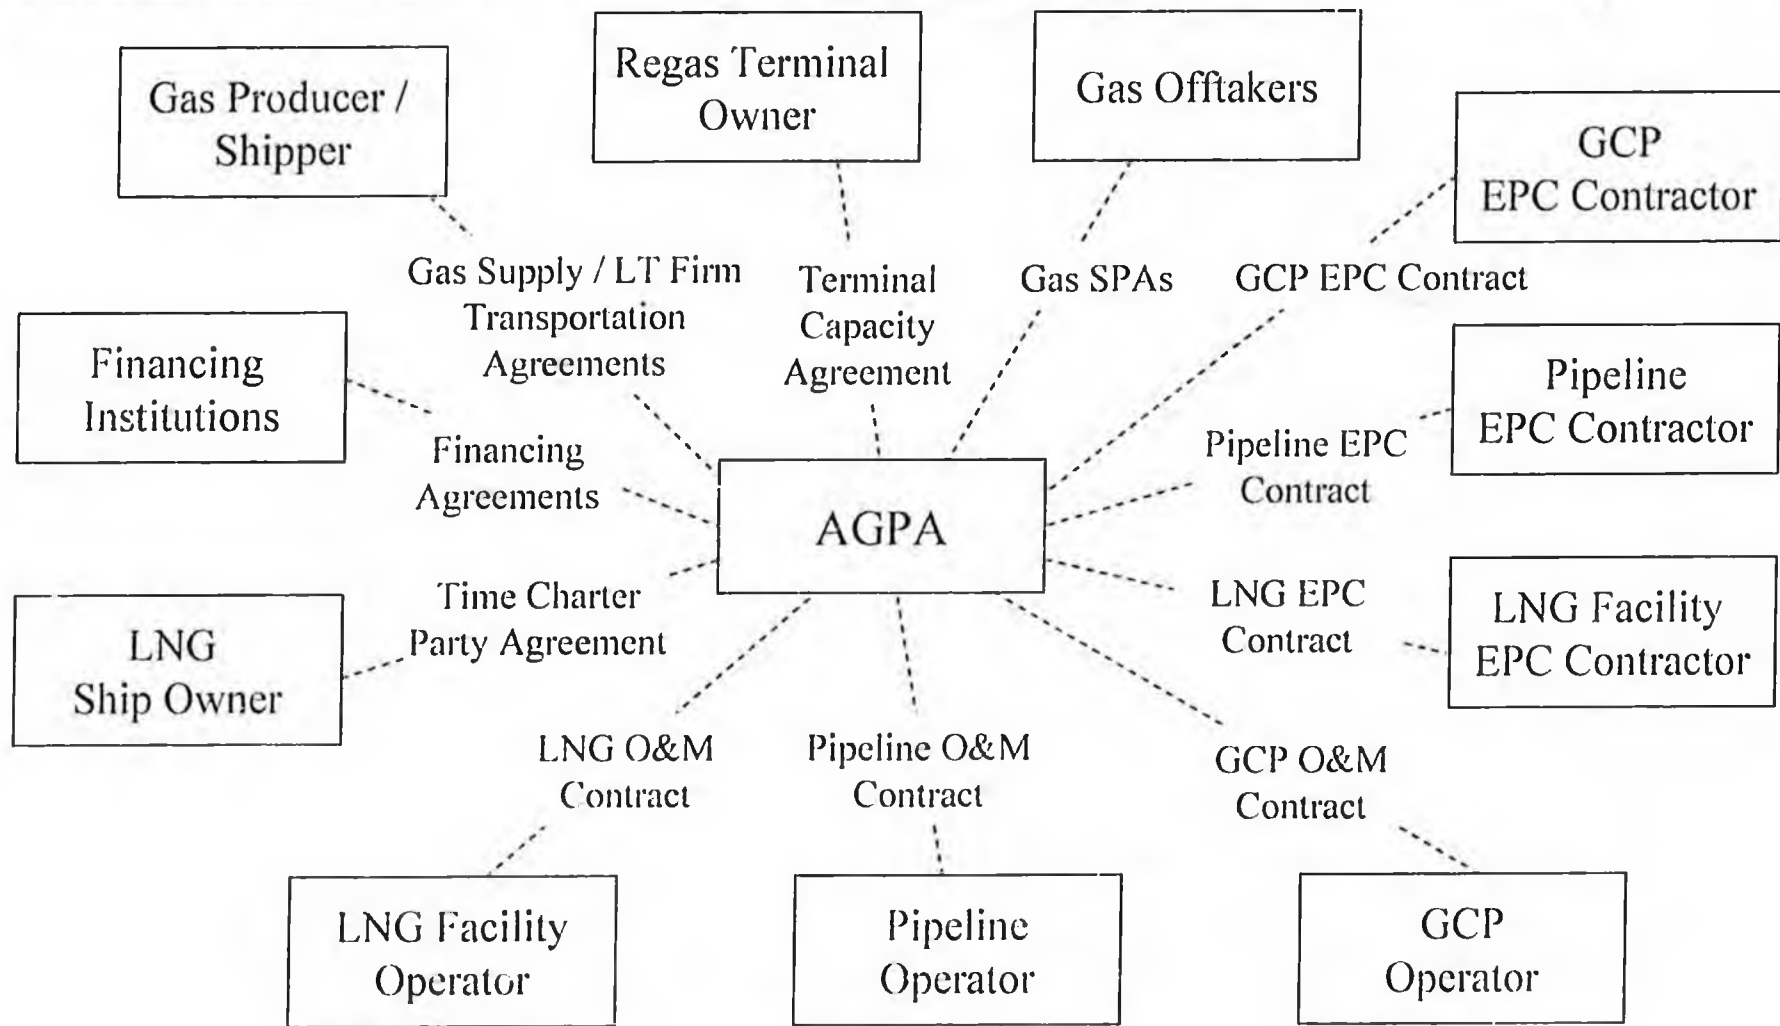 Gas Producer /
Shipper
Regas Terminal
Owner
Gas Offtakers
GCP
EPC Contractor
Gas Supply / LT Firm
Transportation
Agreements
Terminal
Capacity
Agreement
Gas SPAs
GCP EPC Contract
Financing
Institutions
Financing
Agreements
Pipeline EPC
Contract
Pipeline
EPC Contractor
AGPA
LNG
Ship Owner
Time Charter
Party Agreement
LNG EPC
Contract
LNG Facility
EPC Contractor
LNG O&M
Contract
Pipeline O&M
Contract
GCP O&M
Contract
LNG Facility
Operator
Pipeline
Operator
GCP
Operator